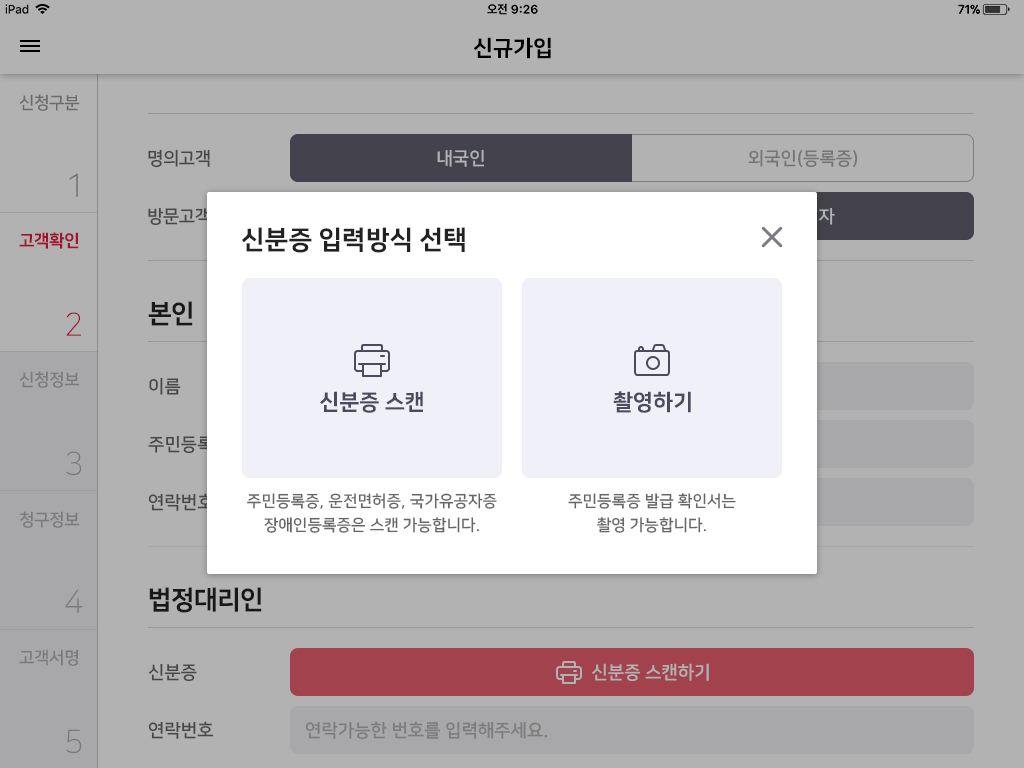 iPad
오전 9:26
71%
신규가입
신청구분
1
고객확인
2
신청정보
3
청구정보
4
고객서명
5
명의고객
내국인
외국인(등록증)
방문고객
자
신분증 입력방식 선택
신분증 스캔
촬영하기
주민등록증, 운전면허증, 국가유공자증
장애인등록증은 스캔 가능합니다.
주민등록증 발급 확인서는
촬영 가능합니다.
본인
이름
주민등록
연락번호
법정대리인
신분증
신분증 스캔하기
연락번호
연락가능한 번호를 입력해주세요.